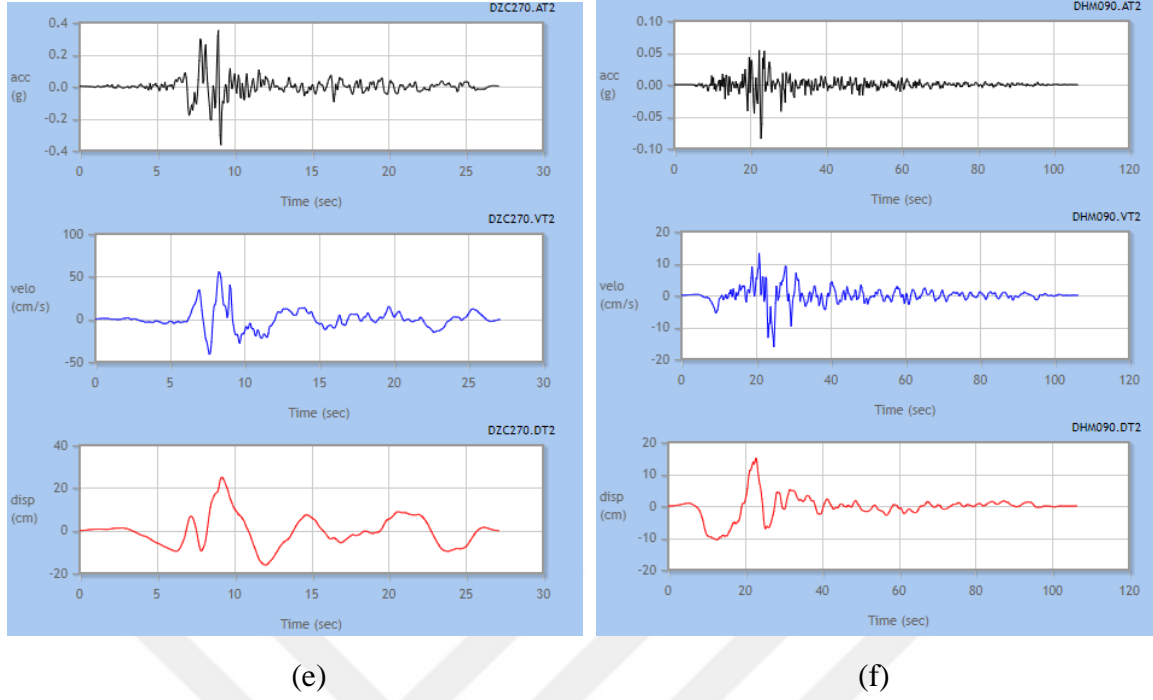 DZC270.AT2
0.4
0.2
acc
(g)
0.0
-0.2
-0.4
0 5 10 15 20 25 30
Time (sec)
DZC270.VT2
100
50
velo
(cm/s)
0
-50
0 5 10 15 20 25 30
Time (sec)
DZC270.DT2
40
20
disp
(cm)
0
-20
0 5 10 15 20 25 30
Time (sec)
(e)
DHM090.AT2
0.10
0.05
acc
(g)
0.00
-0.05
-0.10
0 20 40 60 80 100 120
Time (sec)
DHM090.VT2
20
10
velo
(cm/s)
0
-10
-20
0 20 40 60 80 100 120
Time (sec)
DHM090.DT2
20
10
disp
(cm)
0
-10
-20
0 20 40 60 80 100 120
Time (sec)
(f)